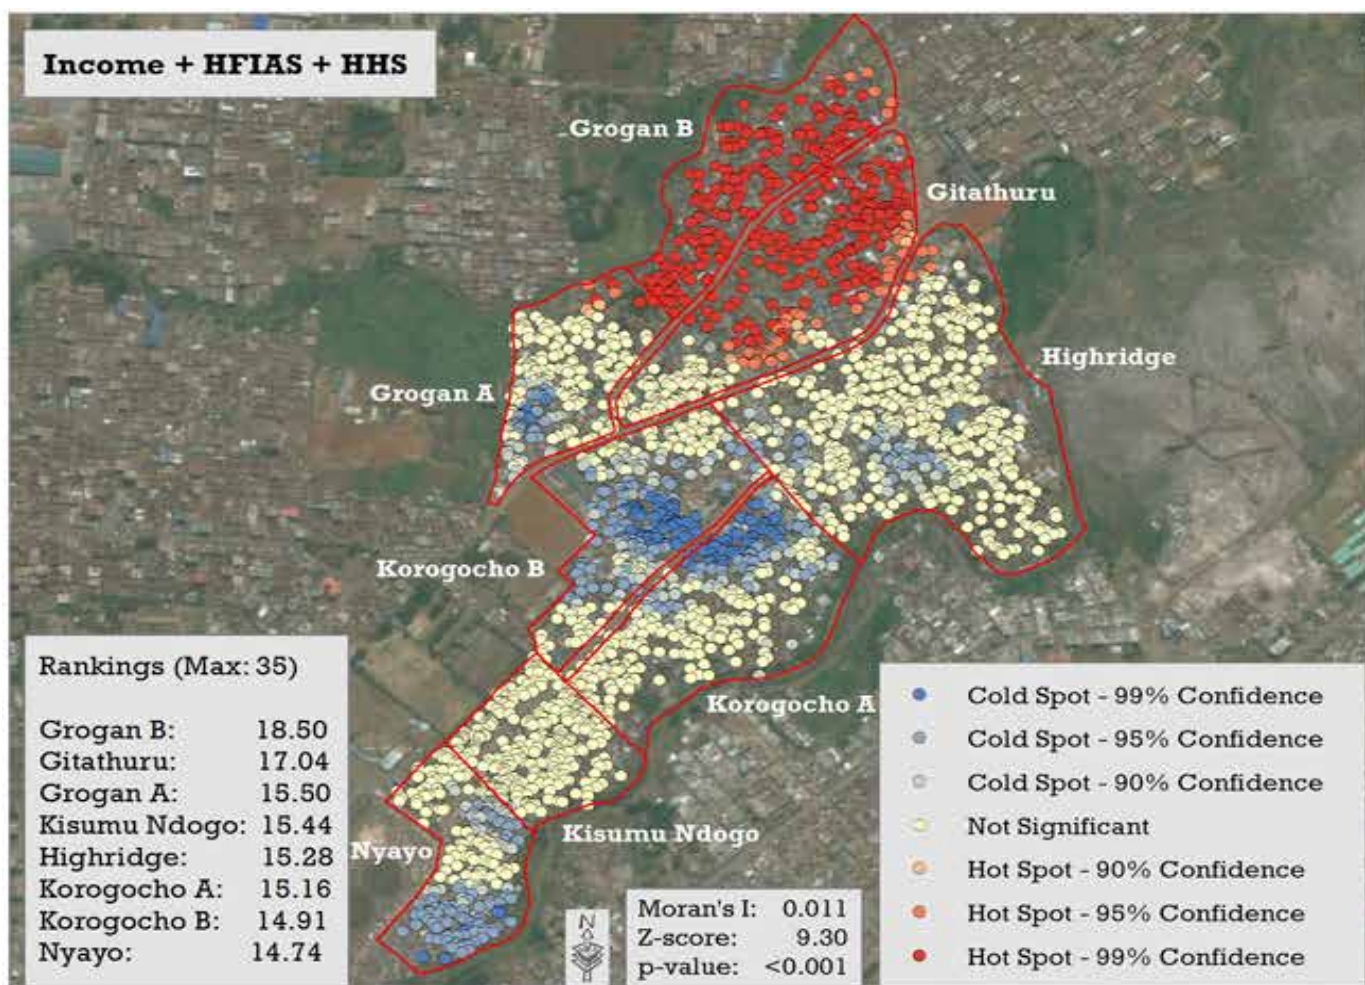 Income + HFIAS + HHS
Grogan B
Gitathuru
Highridge
Grogan A
Korogocho B
Korogocho A
Kisumu Ndogo
Nyayo
Rankings (Max: 35)
Grogan B: 18.50
Gitathuru: 17.04
Grogan A: 15.50
Kisumu Ndogo: 15.44
Highridge: 15.28
Korogocho A: 15.16
Korogocho B: 14.91
Nyayo: 14.74
N
Moran's I: 0.011
Z-score: 9.30
p-value: <0.001
Cold Spot - 99% Confidence
Cold Spot - 95% Confidence
Cold Spot - 90% Confidence
Not Significant
Hot Spot - 90% Confidence
Hot Spot - 95% Confidence
Hot Spot - 99% Confidence